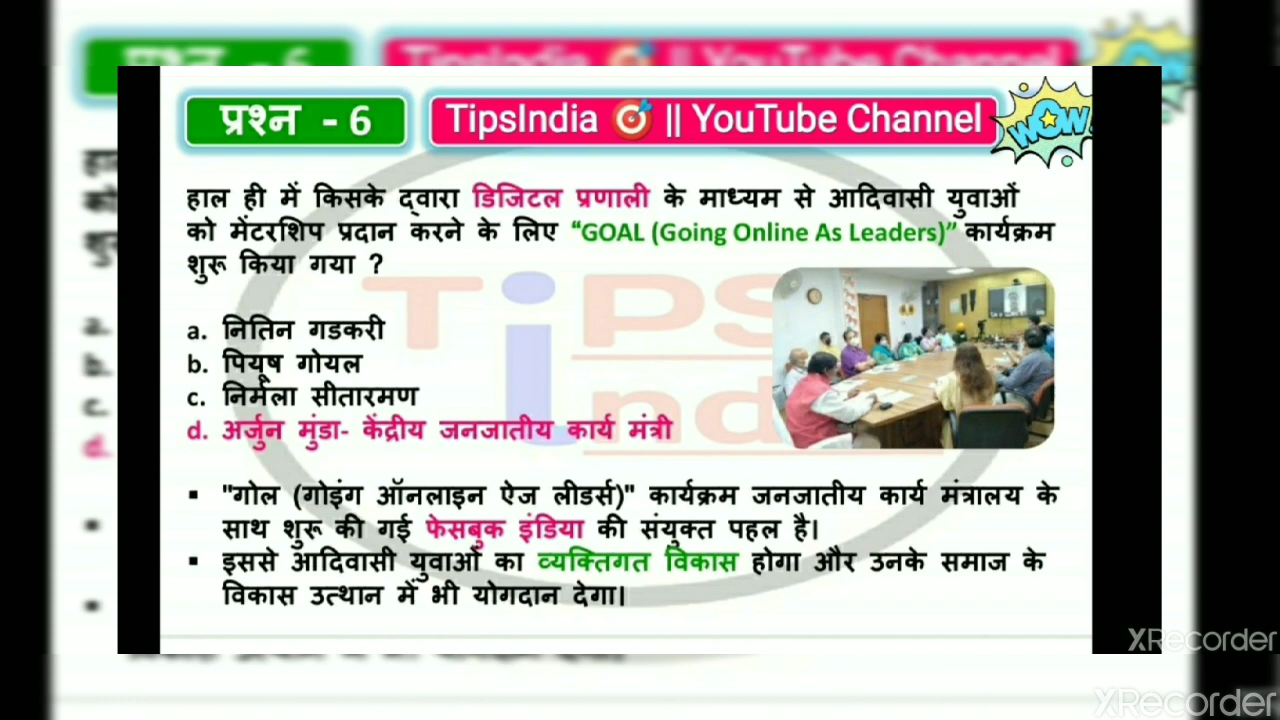 प्रश्न - 6
TipsIndia 🎯 || YouTube Channel
WOW
हाल ही में किसके द्वारा डिजिटल प्रणाली के माध्यम से आदिवासी युवाओं
को मेंटरशिप प्रदान करने के लिए “GOAL (Going Online As Leaders)” कार्यक्रम
शुरू किया गया ?
a. नितिन गडकरी
b. पियूष गोयल
c. निर्मला सीतारमण
d. अर्जुन मुंडा- केंद्रीय जनजातीय कार्य मंत्री
▪ "गोल (गोइंग ऑनलाइन ऐज लीडर्स)" कार्यक्रम जनजातीय कार्य मंत्रालय के
साथ शुरू की गई फेसबुक इंडिया की संयुक्त पहल है।
▪ इससे आदिवासी युवाओं का व्यक्तिगत विकास होगा और उनके समाज के
विकास उत्थान में भी योगदान देगा।
TiPS
india
XRecorder
XRecorder